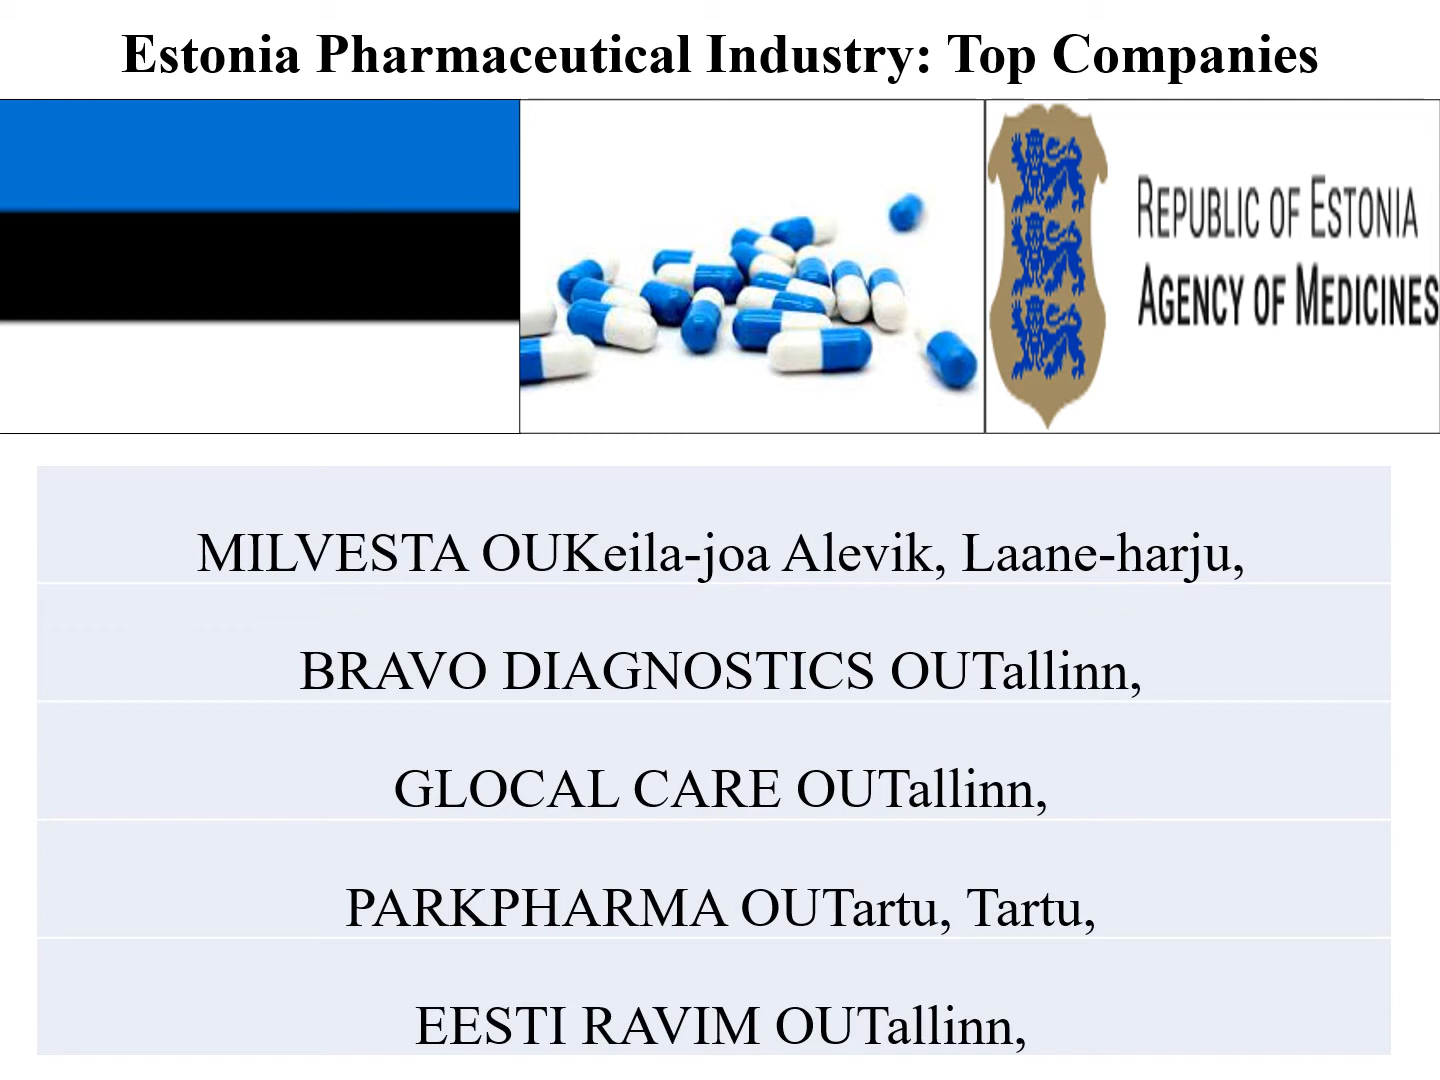 Estonia Pharmaceutical Industry: Top Companies
REPUBLIC OF ESTONIA
AGENCY OF MEDICINES
MILVESTA OUKeila-joa Alevik, Laane-harju,
BRAVO DIAGNOSTICS OUTallinn,
GLOCAL CARE OUTallinn,
PARKPHARMA OUTartu, Tartu,
EESTI RAVIM OUTallinn,